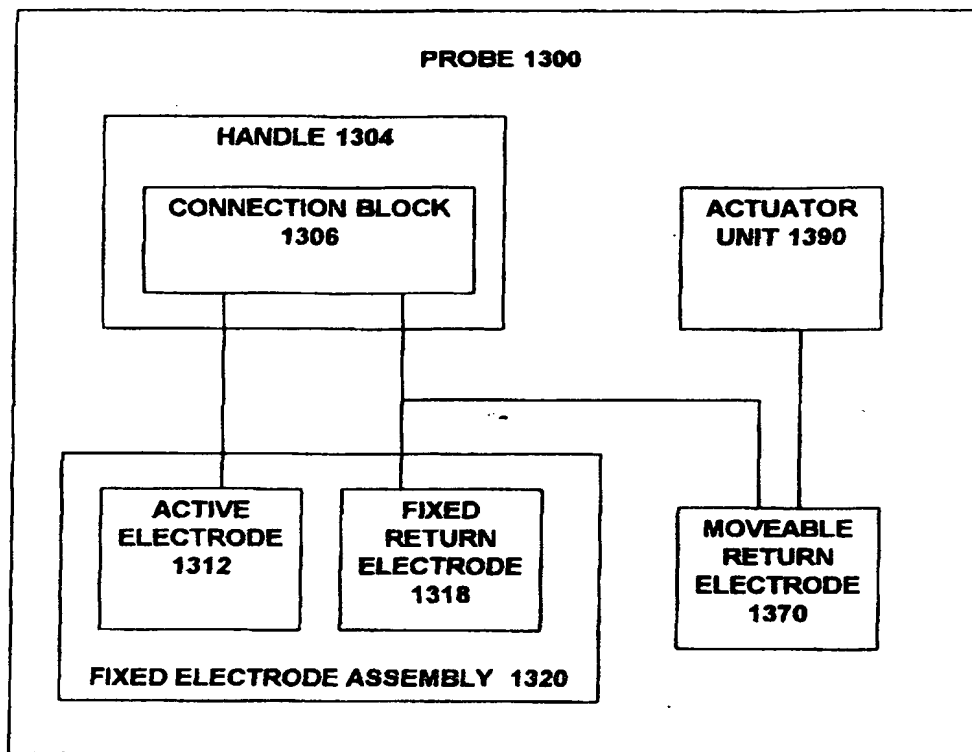 PROBE 1300
HANDLE 1304
CONNECTION BLOCK
1306
ACTUATOR
UNIT 1390
ACTIVE
ELECTRODE
1312
FIXED
RETURN
ELECTRODE
1318
MOVEABLE
RETURN
ELECTRODE
1370
FIXED ELECTRODE ASSEMBLY 1320